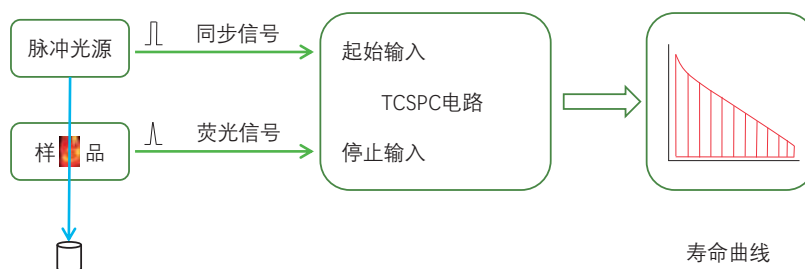 脉冲光源
同步信号
起始输入
TCSPC电路
样品
荧光信号
停止输入
寿命曲线